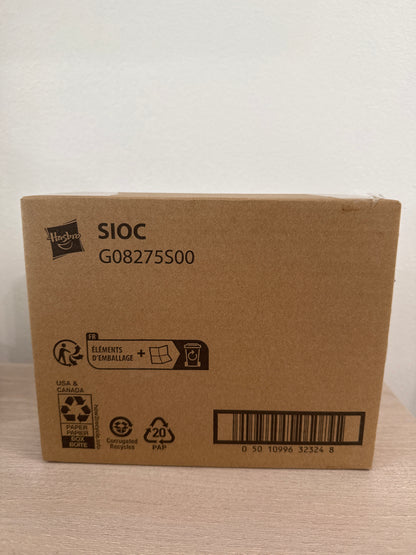 Hasbro
SIOC
G08275S00
FR
ÉLÉMENTS
D'EMBALLAGE
+
USA &
CANADA
PAPER
PAPIER
BOX
BOÎTE
Corrugated
Recycles
20
PAP
0 50 10996 32324 8